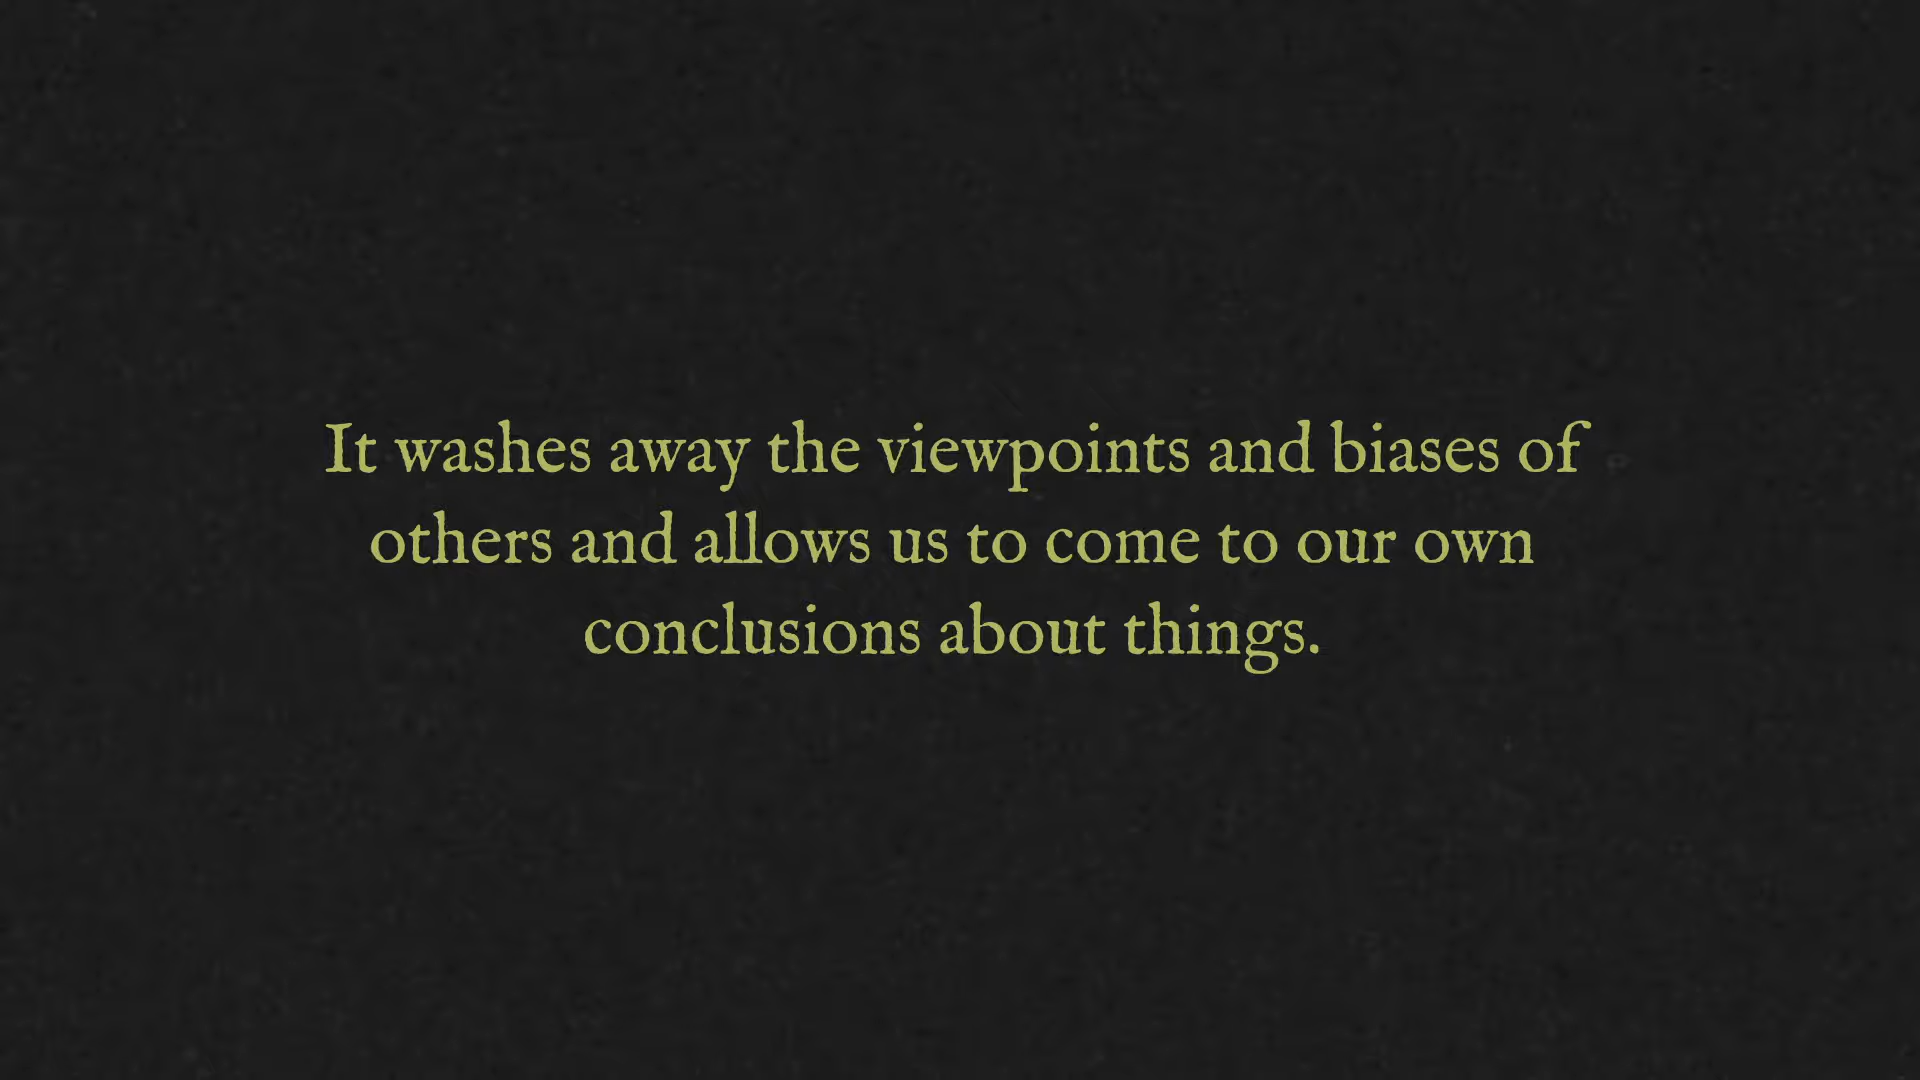 It washes away the viewpoints and biases of
others and allows us to come to our own
conclusions about things.